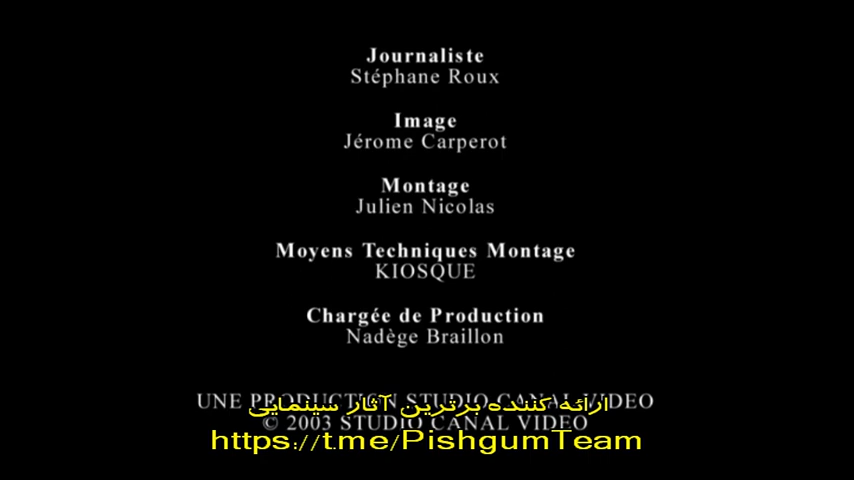 Journaliste
Stéphane Roux
Image
Jérome Carperot
Montage
Julien Nicolas
Moyens Techniques Montage
KIOSQUE
Chargée de Production
Nadège Braillon
UNE PRODUCTION STUDIO CANAL VIDEO
ارائه کننده برترین آثار سینمایی
© 2003 STUDIO CANAL VIDEO
https://t.me/PishgumTeam